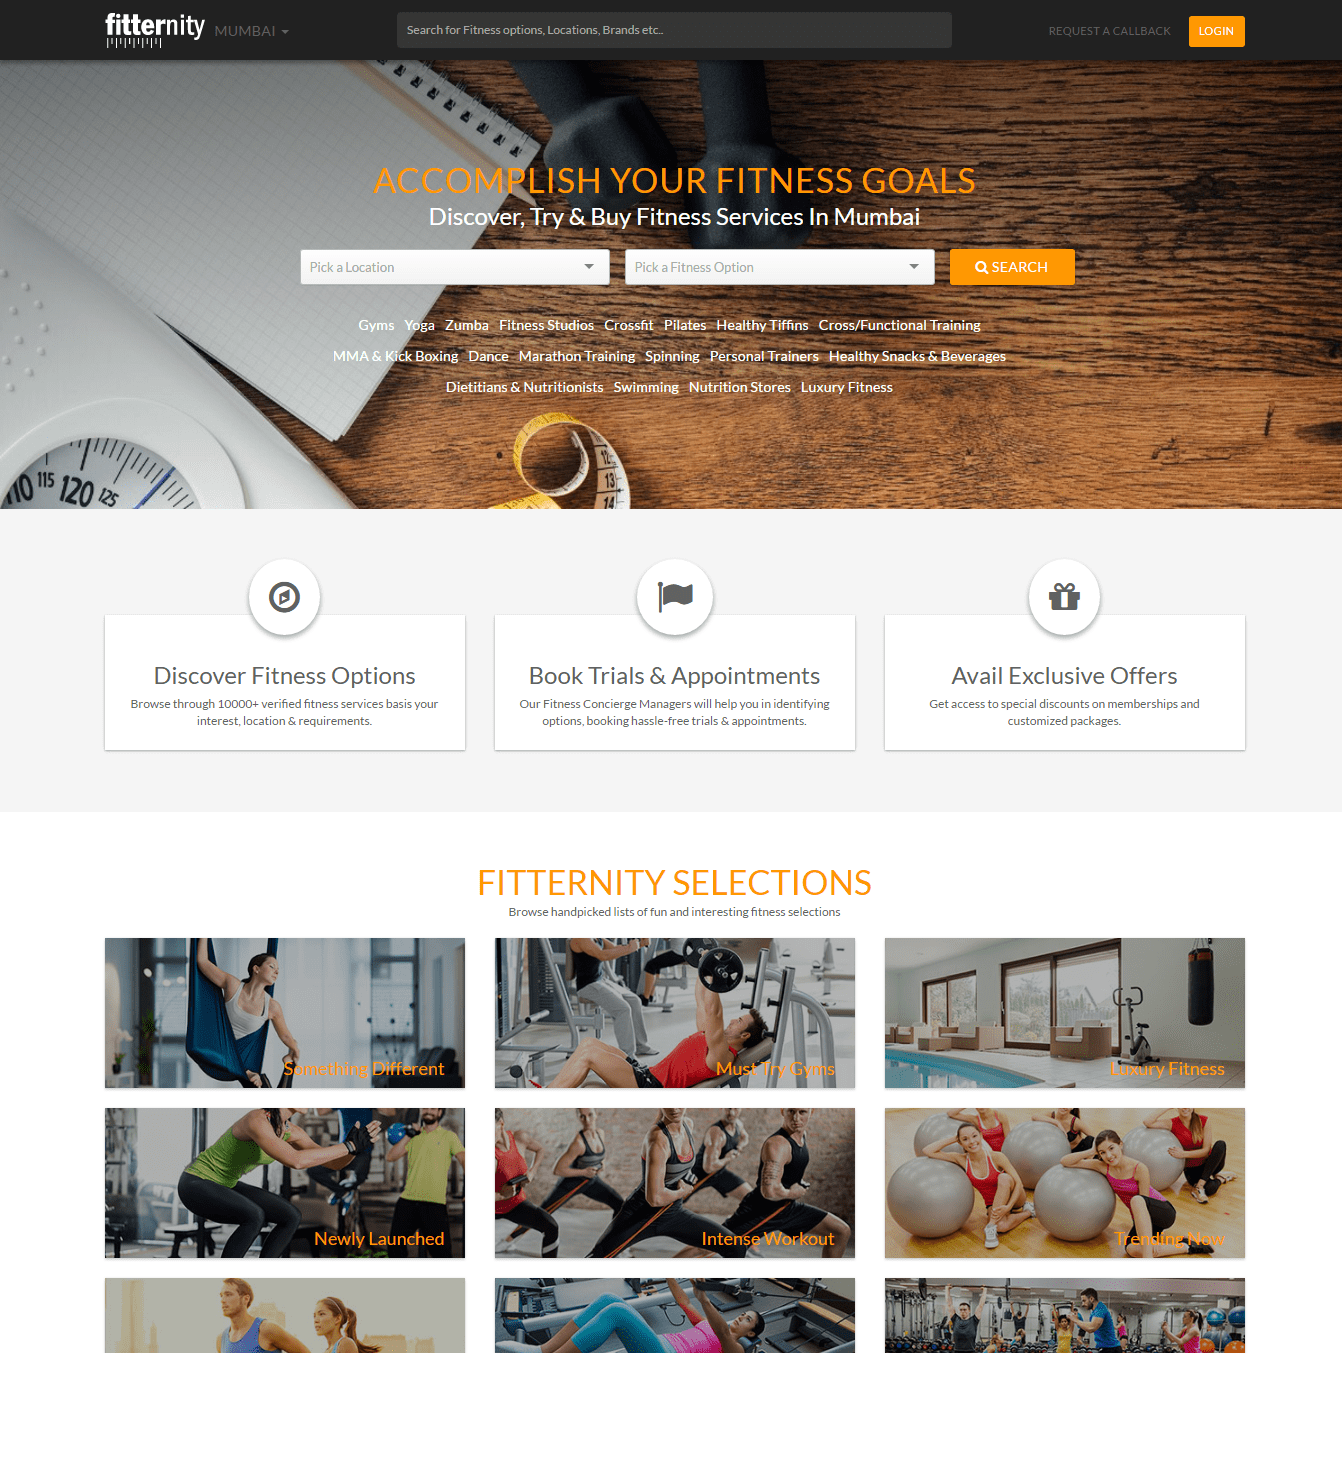 fitternity MUMBAI
Search for Fitness options, Locations, Brands etc..
REQUEST A CALLBACK
LOGIN
ACCOMPLISH YOUR FITNESS GOALS
Discover, Try & Buy Fitness Services In Mumbai
Pick a Location
Pick a Fitness Option
SEARCH
Gyms Yoga Zumba Fitness Studios Crossfit Pilates Healthy Tiffins Cross/Functional Training
MMA & Kick Boxing Dance Marathon Training Spinning Personal Trainers Healthy Snacks & Beverages
Dietitians & Nutritionists Swimming Nutrition Stores Luxury Fitness
110 115 120 125
12
13
14
Discover Fitness Options
Browse through 10000+ verified fitness services basis your
interest, location & requirements.
Book Trials & Appointments
Our Fitness Concierge Managers will help you in identifying
options, booking hassle-free trials & appointments.
Avail Exclusive Offers
Get access to special discounts on memberships and
customized packages.
FITTERNITY SELECTIONS
Browse handpicked lists of fun and interesting fitness selections
Something Different
Must Try Gyms
Luxury Fitness
Newly Launched
Intense Workout
Trending Now